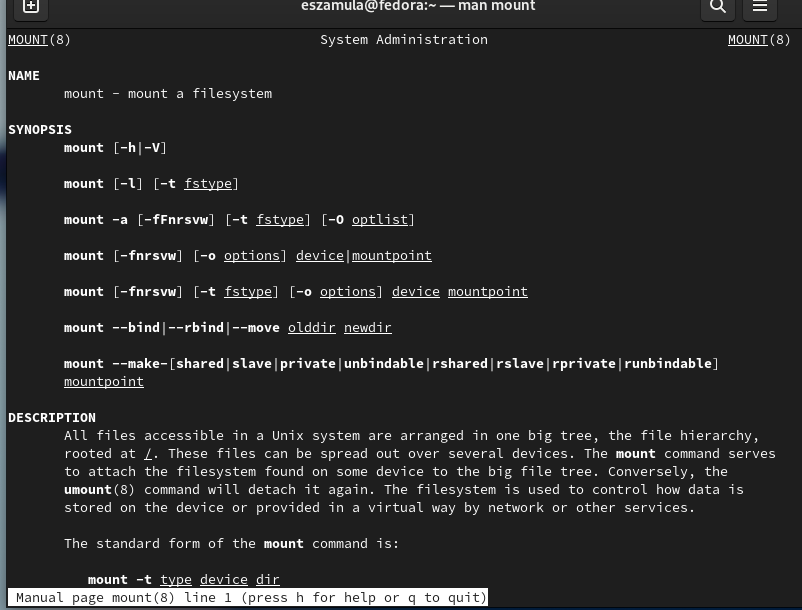 eszamula@fedora:~ — man mount
MOUNT(8) System Administration MOUNT(8)
NAME
mount - mount a filesystem
SYNOPSIS
mount [-h|-V]
mount [-l] [-t fstype]
mount -a [-fFnrsvw] [-t fstype] [-O optlist]
mount [-fnrsvw] [-o options] device|mountpoint
mount [-fnrsvw] [-t fstype] [-o options] device mountpoint
mount --bind|--rbind|--move olddir newdir
mount --make-[shared|slave|private|unbindable|rshared|rslave|rprivate|runbindable]
mountpoint
DESCRIPTION
All files accessible in a Unix system are arranged in one big tree, the file hierarchy,
rooted at /. These files can be spread out over several devices. The mount command serves
to attach the filesystem found on some device to the big file tree. Conversely, the
umount(8) command will detach it again. The filesystem is used to control how data is
stored on the device or provided in a virtual way by network or other services.
The standard form of the mount command is:
mount -t type device dir
Manual page mount(8) line 1 (press h for help or q to quit)